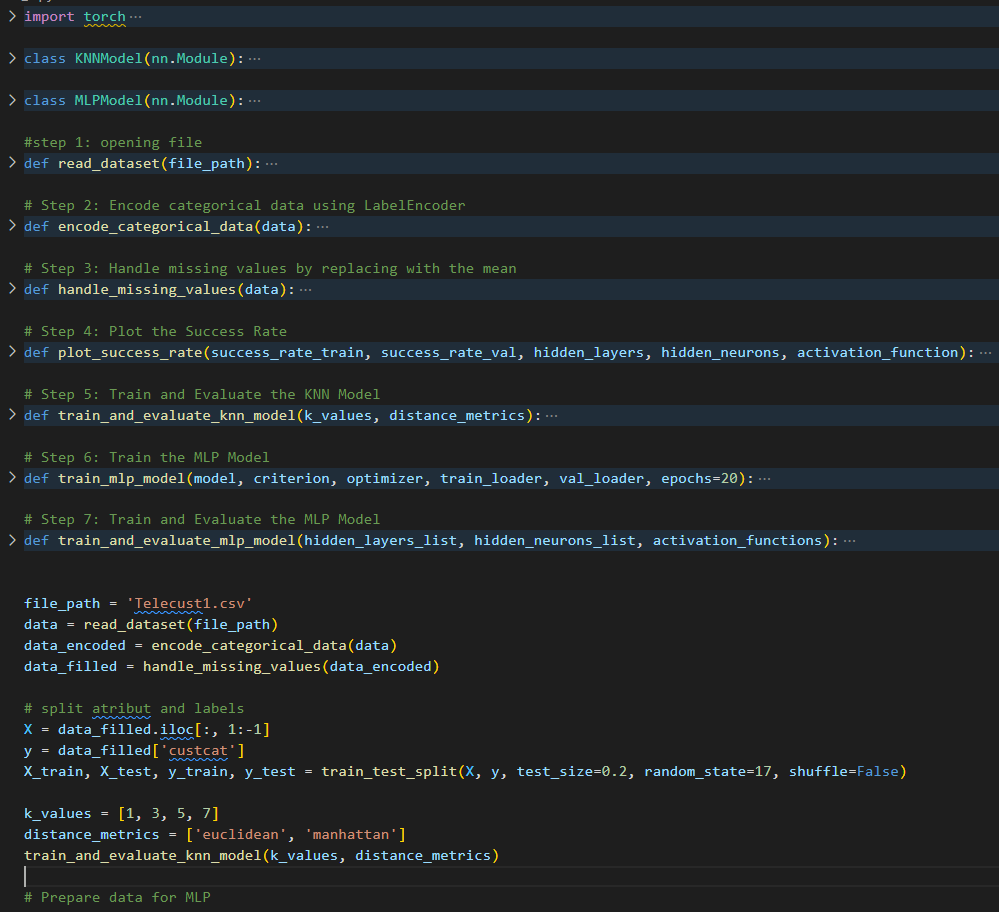 import torch ···
class KNNModel(nn.Module): ···
class MLPModel(nn.Module): ···
#step 1: opening file
def read_dataset(file_path): ···
# Step 2: Encode categorical data using LabelEncoder
def encode_categorical_data(data): ···
# Step 3: Handle missing values by replacing with the mean
def handle_missing_values(data): ···
# Step 4: Plot the Success Rate
def plot_success_rate(success_rate_train, success_rate_val, hidden_layers, hidden_neurons, activation_function): ···
# Step 5: Train and Evaluate the KNN Model
def train_and_evaluate_knn_model(k_values, distance_metrics): ···
# Step 6: Train the MLP Model
def train_mlp_model(model, criterion, optimizer, train_loader, val_loader, epochs=20): ···
# Step 7: Train and Evaluate the MLP Model
def train_and_evaluate_mlp_model(hidden_layers_list, hidden_neurons_list, activation_functions): ···
file_path = 'Telecust1.csv'
data = read_dataset(file_path)
data_encoded = encode_categorical_data(data)
data_filled = handle_missing_values(data_encoded)
# split atribut and labels
X = data_filled.iloc[:, 1:-1]
y = data_filled['custcat']
X_train, X_test, y_train, y_test = train_test_split(X, y, test_size=0.2, random_state=17, shuffle=False)
k_values = [1, 3, 5, 7]
distance_metrics = ['euclidean', 'manhattan']
train_and_evaluate_knn_model(k_values, distance_metrics)
# Prepare data for MLP